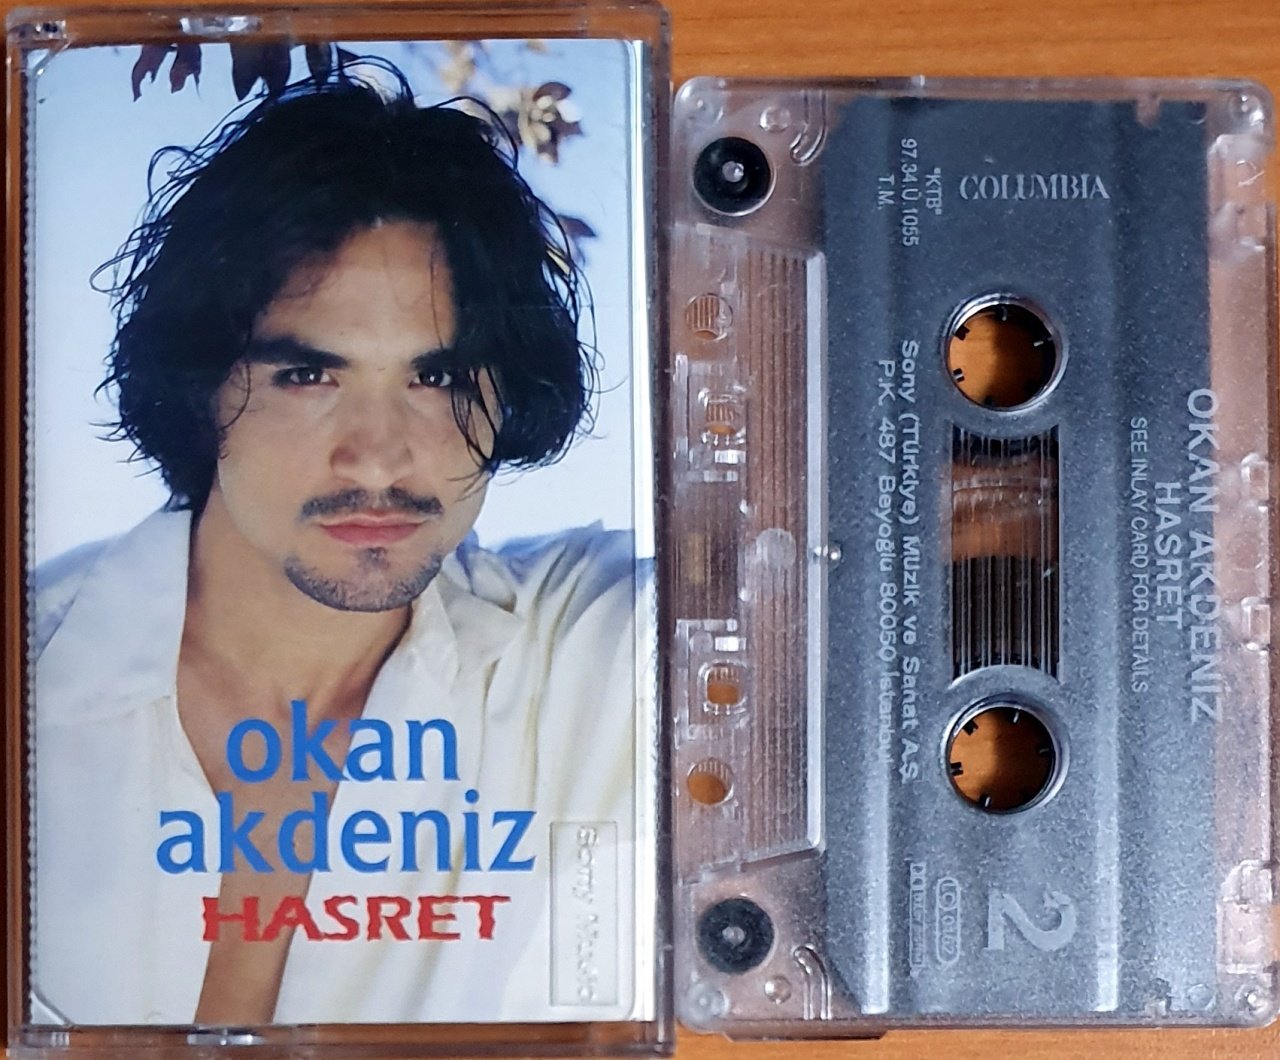 okan
akdeniz
HASRET
Sony Music
OKAN AKDENİZ
HASRET
SEE INLAY CARD FOR DETAILS
COLUMBIA
"KTB"
97.34.Ü.1055
T.M.
Sony (Türkiye) Müzik ve Sanat A.Ş.
P.K. 487 Beyoğlu 80050 İstanbul
2